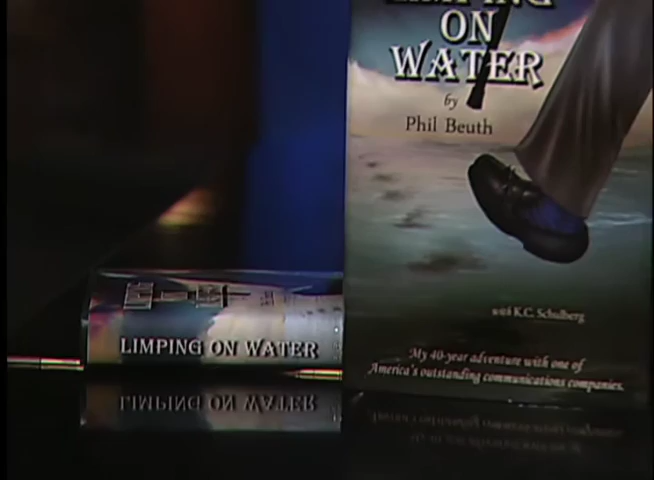 LIMPING
ON
WATER
by
Phil Beuth
with K.C. Schulberg
My 40-year adventure with one of
America's outstanding communications companies.
LIMPING ON WATER